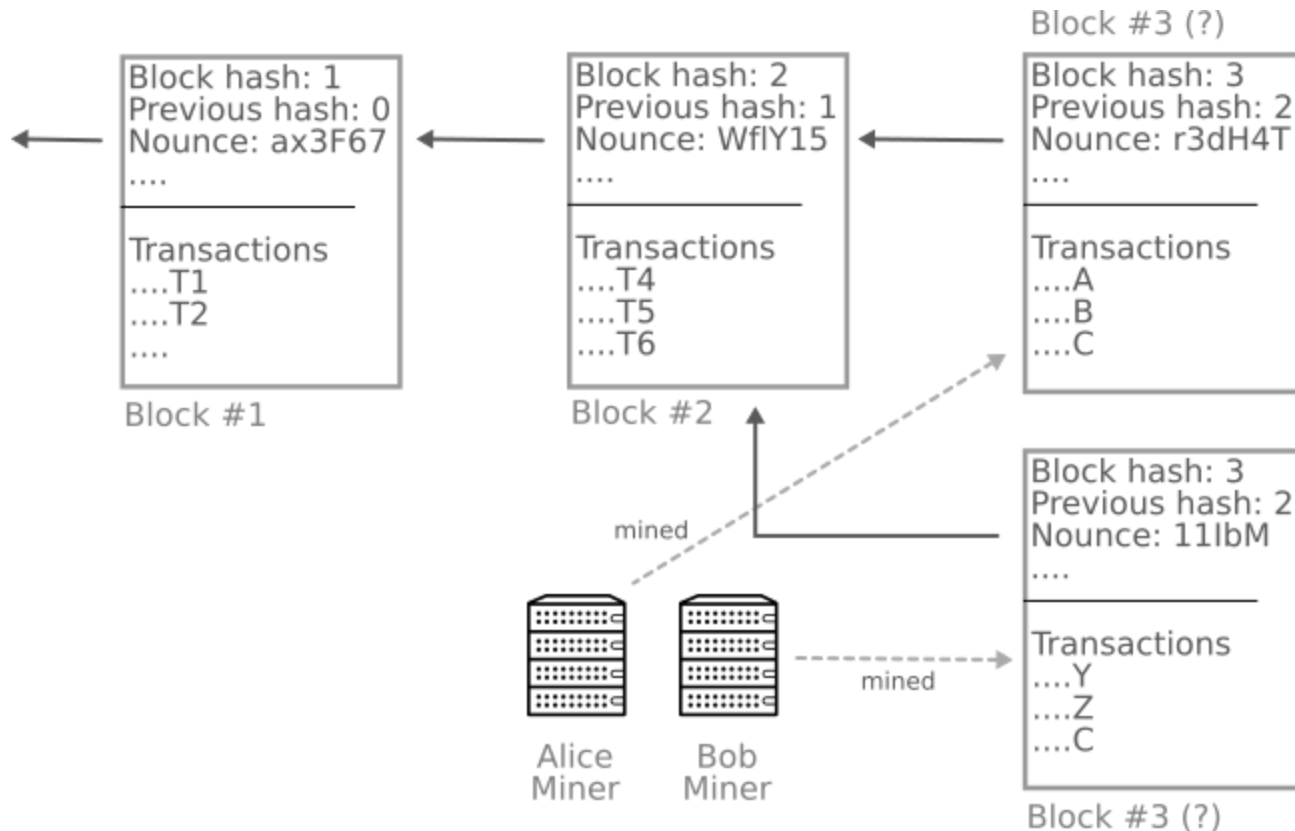 Block #3 (?)
Block hash: 1
Previous hash: 0
Nounce: ax3F67
....
Transactions
....T1
....T2
....
Block #1
Block hash: 2
Previous hash: 1
Nounce: WflY15
....
Transactions
....T4
....T5
....T6
Block #2
Block hash: 3
Previous hash: 2
Nounce: r3dH4T
....
Transactions
....A
....B
....C
mined
Block hash: 3
Previous hash: 2
Nounce: 11lbM
....
Transactions
....Y
....Z
....C
mined
Alice
Miner
Bob
Miner
Block #3 (?)